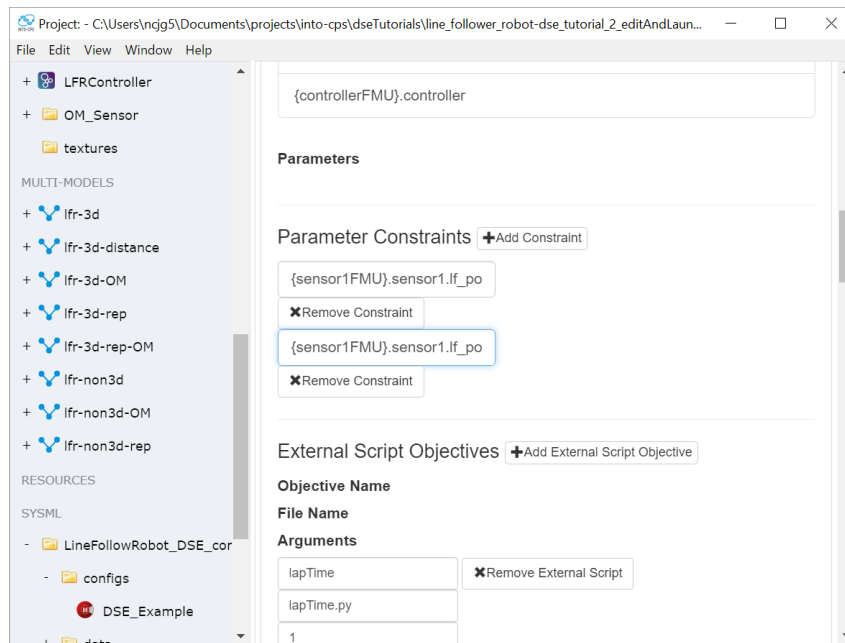 Project: - C:\Users\ncjg5\Documents\projects\into-cps\dseTutorials\line_follower_robot-dse_tutorial_2_editAndLaun...
File Edit View Window Help
+ LFRController
+ OM_Sensor
textures
MULTI-MODELS
+ lfr-3d
+ lfr-3d-distance
+ lfr-3d-OM
+ lfr-3d-rep
+ lfr-3d-rep-OM
+ lfr-non3d
+ lfr-non3d-OM
+ lfr-non3d-rep
RESOURCES
SYSML
- LineFollowRobot_DSE_cor
- configs
DSE_Example
+ data
{controllerFMU}.controller
Parameters
Parameter Constraints +Add Constraint
{sensor1FMU}.sensor1.lf_po
✖Remove Constraint
{sensor1FMU}.sensor1.lf_po
✖Remove Constraint
External Script Objectives +Add External Script Objective
Objective Name
File Name
Arguments
lapTime ✖Remove External Script
lapTime.py
1